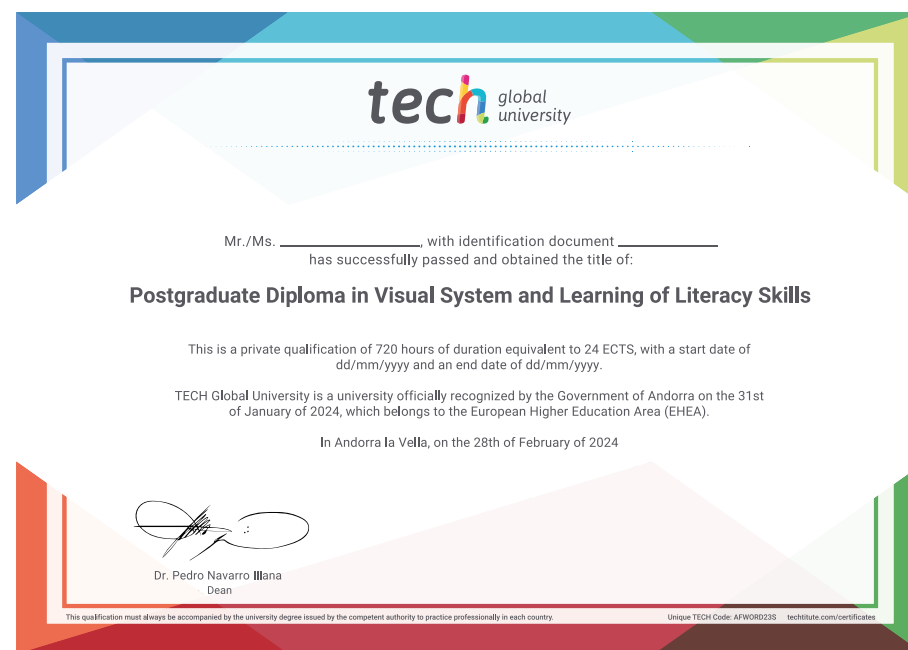 tech global
university
Mr./Ms. ____________________, with identification document ______________
has successfully passed and obtained the title of:
Postgraduate Diploma in Visual System and Learning of Literacy Skills
This is a private qualification of 720 hours of duration equivalent to 24 ECTS, with a start date of
dd/mm/yyyy and an end date of dd/mm/yyyy.
TECH Global University is a university officially recognized by the Government of Andorra on the 31st
of January of 2024, which belongs to the European Higher Education Area (EHEA).
In Andorra la Vella, on the 28th of February of 2024
Dr. Pedro Navarro Illana
Dean
This qualification must always be accompanied by the university degree issued by the competent authority to practice professionally in each country.
Unique TECH Code: AFWORD23S techtitute.com/certificates